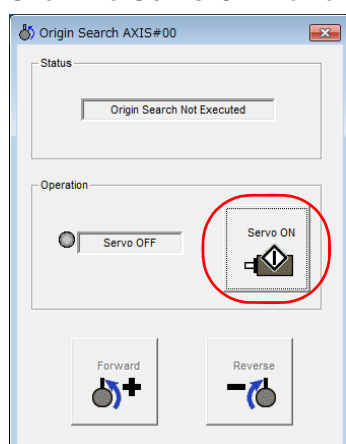 Origin Search AXIS#00
Status
Origin Search Not Executed
Operation
Servo OFF
Servo ON
Forward
Reverse